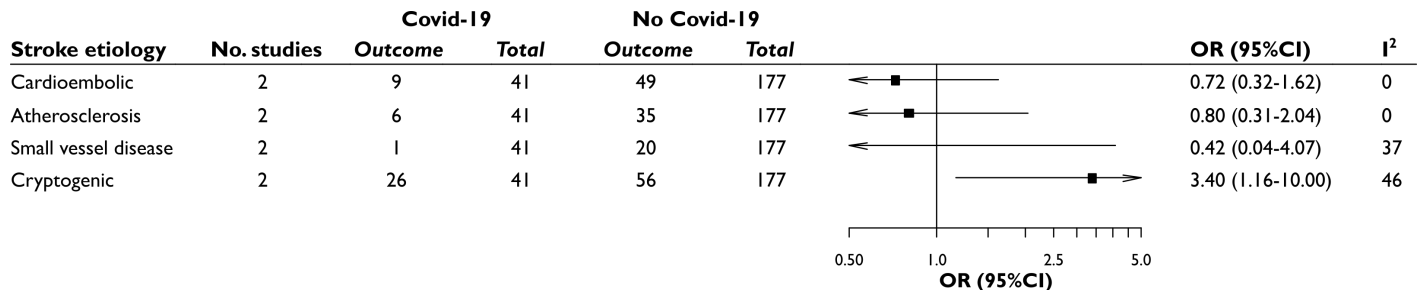 Covid-19 No Covid-19
Stroke etiology No. studies Outcome Total Outcome Total OR (95%CI) I²
Cardioembolic 2 9 41 49 177 0.72 (0.32-1.62) 0
Atherosclerosis 2 6 41 35 177 0.80 (0.31-2.04) 0
Small vessel disease 2 1 41 20 177 0.42 (0.04-4.07) 37
Cryptogenic 2 26 41 56 177 3.40 (1.16-10.00) 46
0.50 1.0 2.5 5.0
OR (95%CI)